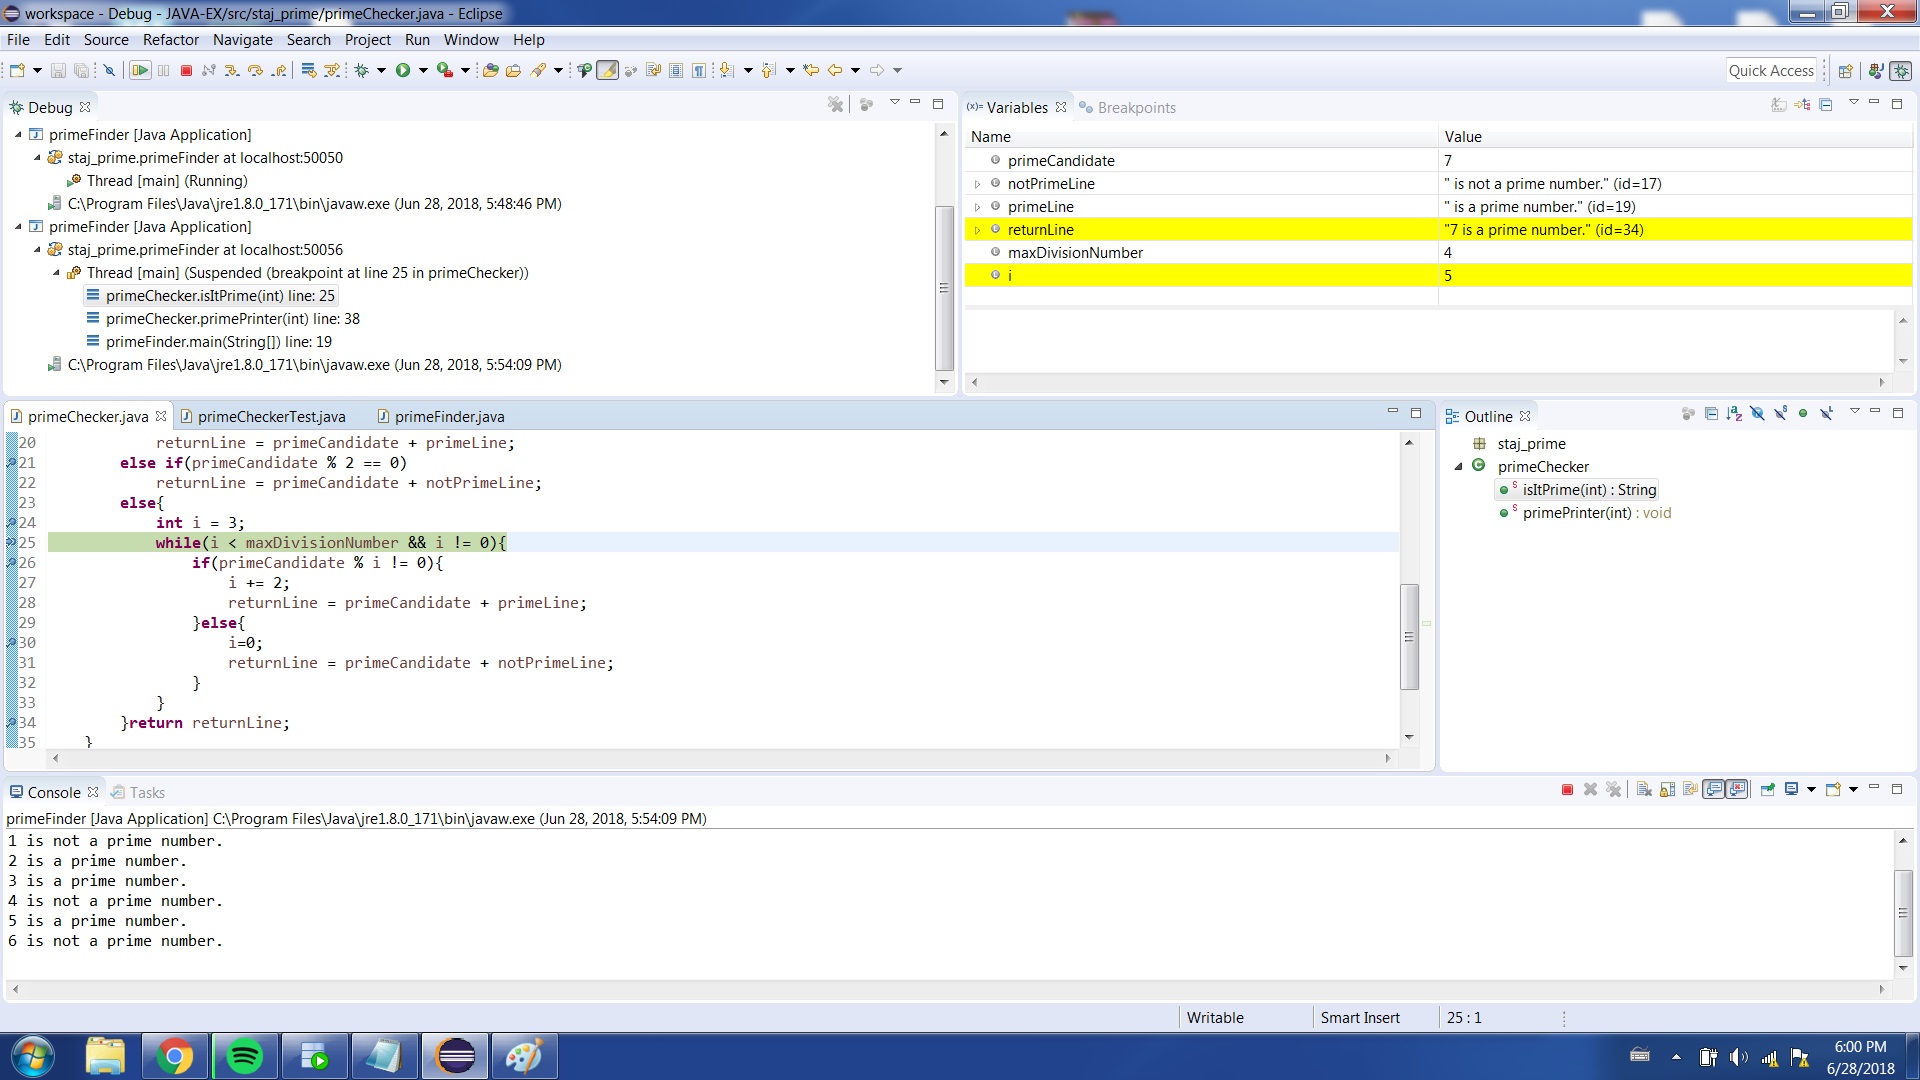 workspace - Debug - JAVA-EX/src/staj_prime/primeChecker.java - Eclipse
File Edit Source Refactor Navigate Search Project Run Window Help
Quick Access
Debug
primeFinder [Java Application]
staj_prime.primeFinder at localhost:50050
Thread [main] (Running)
C:\Program Files\Java\jre1.8.0_171\bin\javaw.exe (Jun 28, 2018, 5:48:46 PM)
primeFinder [Java Application]
staj_prime.primeFinder at localhost:50056
Thread [main] (Suspended (breakpoint at line 25 in primeChecker))
primeChecker.isItPrime(int) line: 25
primeChecker.primePrinter(int) line: 38
primeFinder.main(String[]) line: 19
C:\Program Files\Java\jre1.8.0_171\bin\javaw.exe (Jun 28, 2018, 5:54:09 PM)
(x)= Variables Breakpoints
Name Value
primeCandidate 7
notPrimeLine " is not a prime number." (id=17)
primeLine " is a prime number." (id=19)
returnLine "7 is a prime number." (id=34)
maxDivisionNumber 4
i 5
primeChecker.java primeCheckerTest.java primeFinder.java
20 returnLine = primeCandidate + primeLine;
21 else if(primeCandidate % 2 == 0)
22 returnLine = primeCandidate + notPrimeLine;
23 else{
24 int i = 3;
25 while(i < maxDivisionNumber && i != 0){
26 if(primeCandidate % i != 0){
27 i += 2;
28 returnLine = primeCandidate + primeLine;
29 }else{
30 i=0;
31 returnLine = primeCandidate + notPrimeLine;
32 }
33 }
34 }return returnLine;
35 }
Outline
staj_prime
primeChecker
isItPrime(int) : String
primePrinter(int) : void
Console Tasks
primeFinder [Java Application] C:\Program Files\Java\jre1.8.0_171\bin\javaw.exe (Jun 28, 2018, 5:54:09 PM)
1 is not a prime number.
2 is a prime number.
3 is a prime number.
4 is not a prime number.
5 is a prime number.
6 is not a prime number.
Writable Smart Insert 25 : 1
6:00 PM
6/28/2018